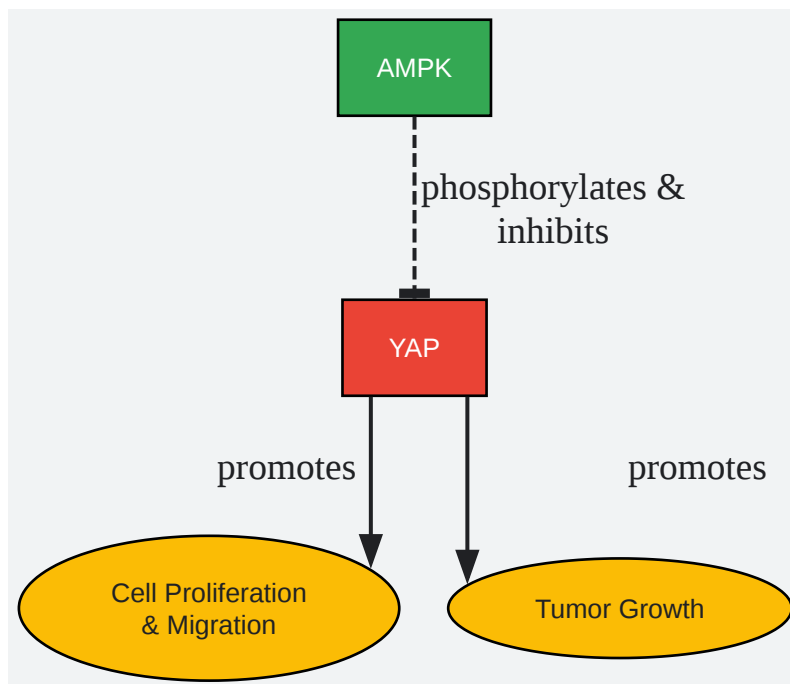 AMPK
phosphorylates &
inhibits
YAP
promotes
promotes
Cell Proliferation
& Migration
Tumor Growth